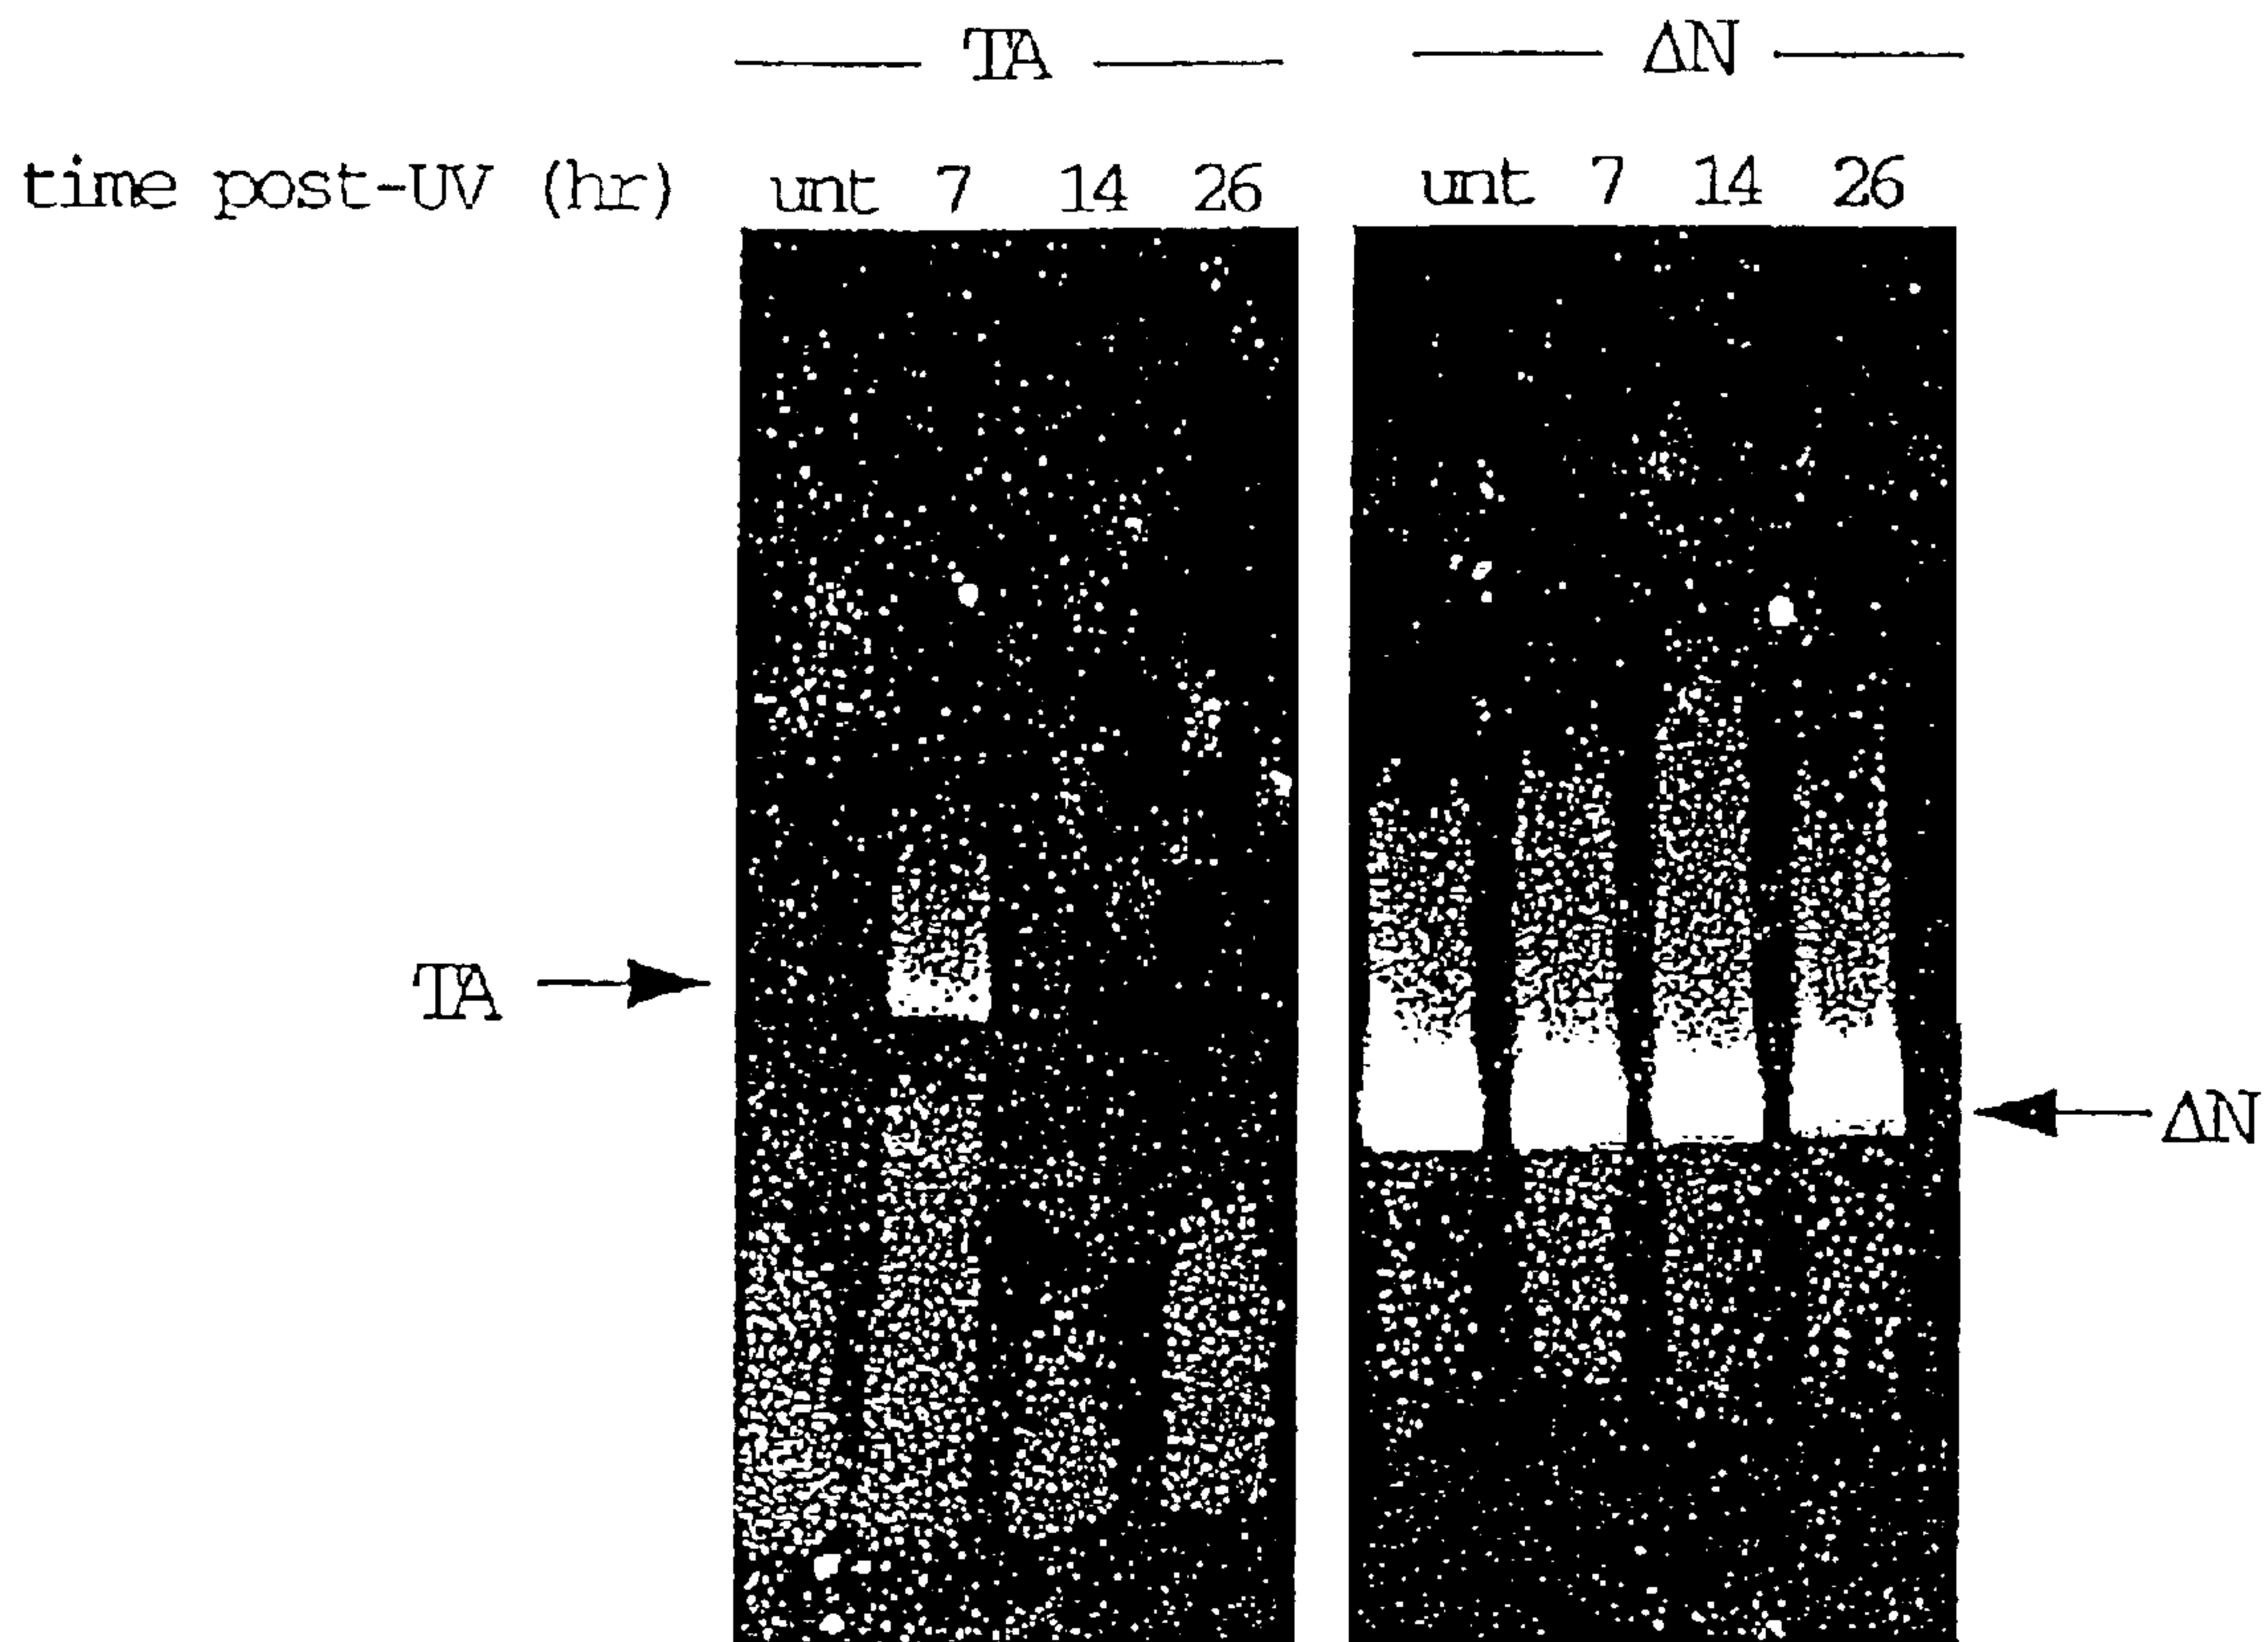 TA ΔN
time post-UV (hr) unt 7 14 26 unt 7 14 26
TA
ΔN